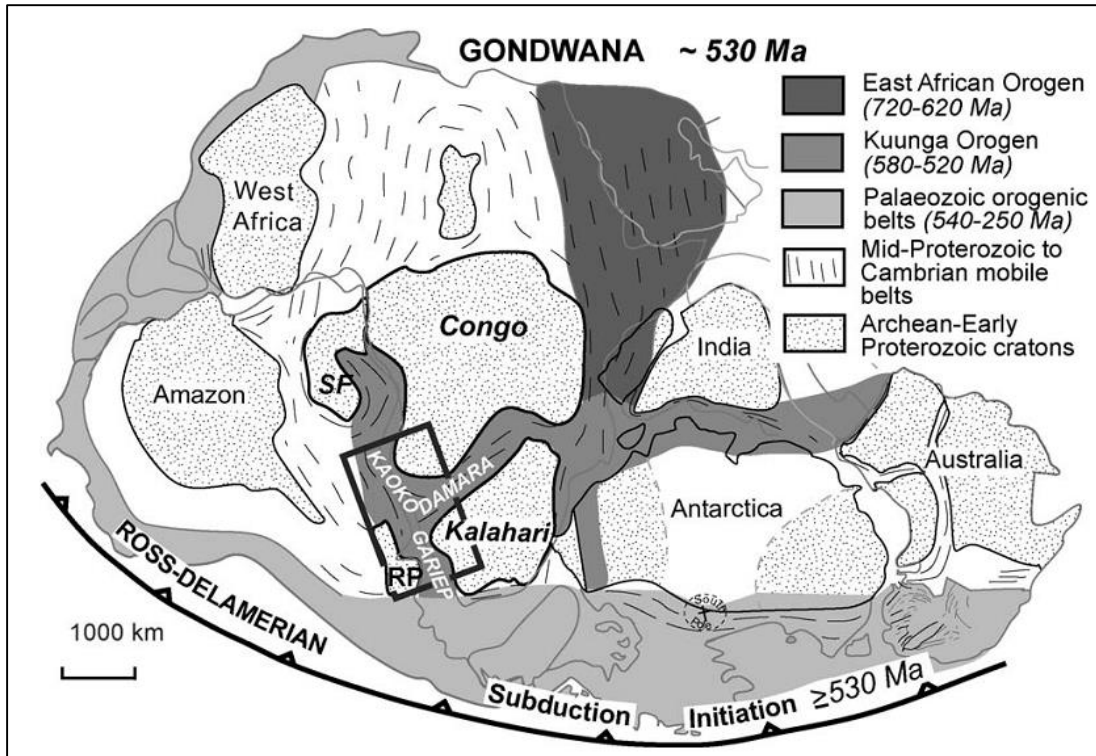 GONDWANA ~ 530 Ma
East African Orogen
(720-620 Ma)
Kuunga Orogen
(580-520 Ma)
Palaeozoic orogenic
belts (540-250 Ma)
Mid-Proterozoic to
Cambrian mobile
belts
Archean-Early
Proterozoic cratons
West
Africa
Congo
SF
India
Amazon
Australia
KAOKO
DAMARA
Kalahari
Antarctica
GARIEP
RP
South
Pole
ROSS-DELAMERIAN
1000 km
Subduction Initiation ≥530 Ma